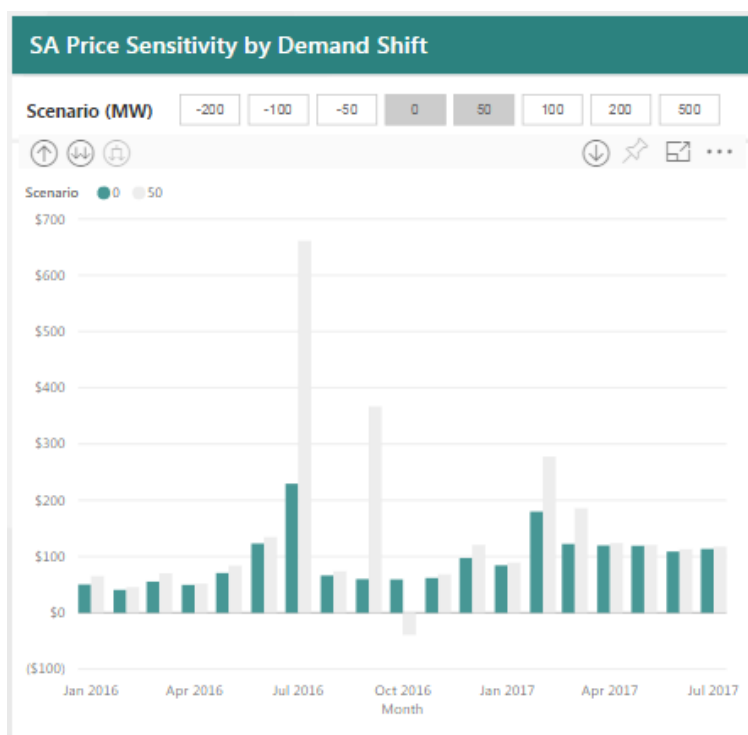 SA Price Sensitivity by Demand Shift
Scenario (MW) -200 -100 -50 0 50 100 200 500
Scenario 0 50
$700
$600
$500
$400
$300
$200
$100
$0
($100)
Jan 2016 Apr 2016 Jul 2016 Oct 2016 Jan 2017 Apr 2017 Jul 2017
Month